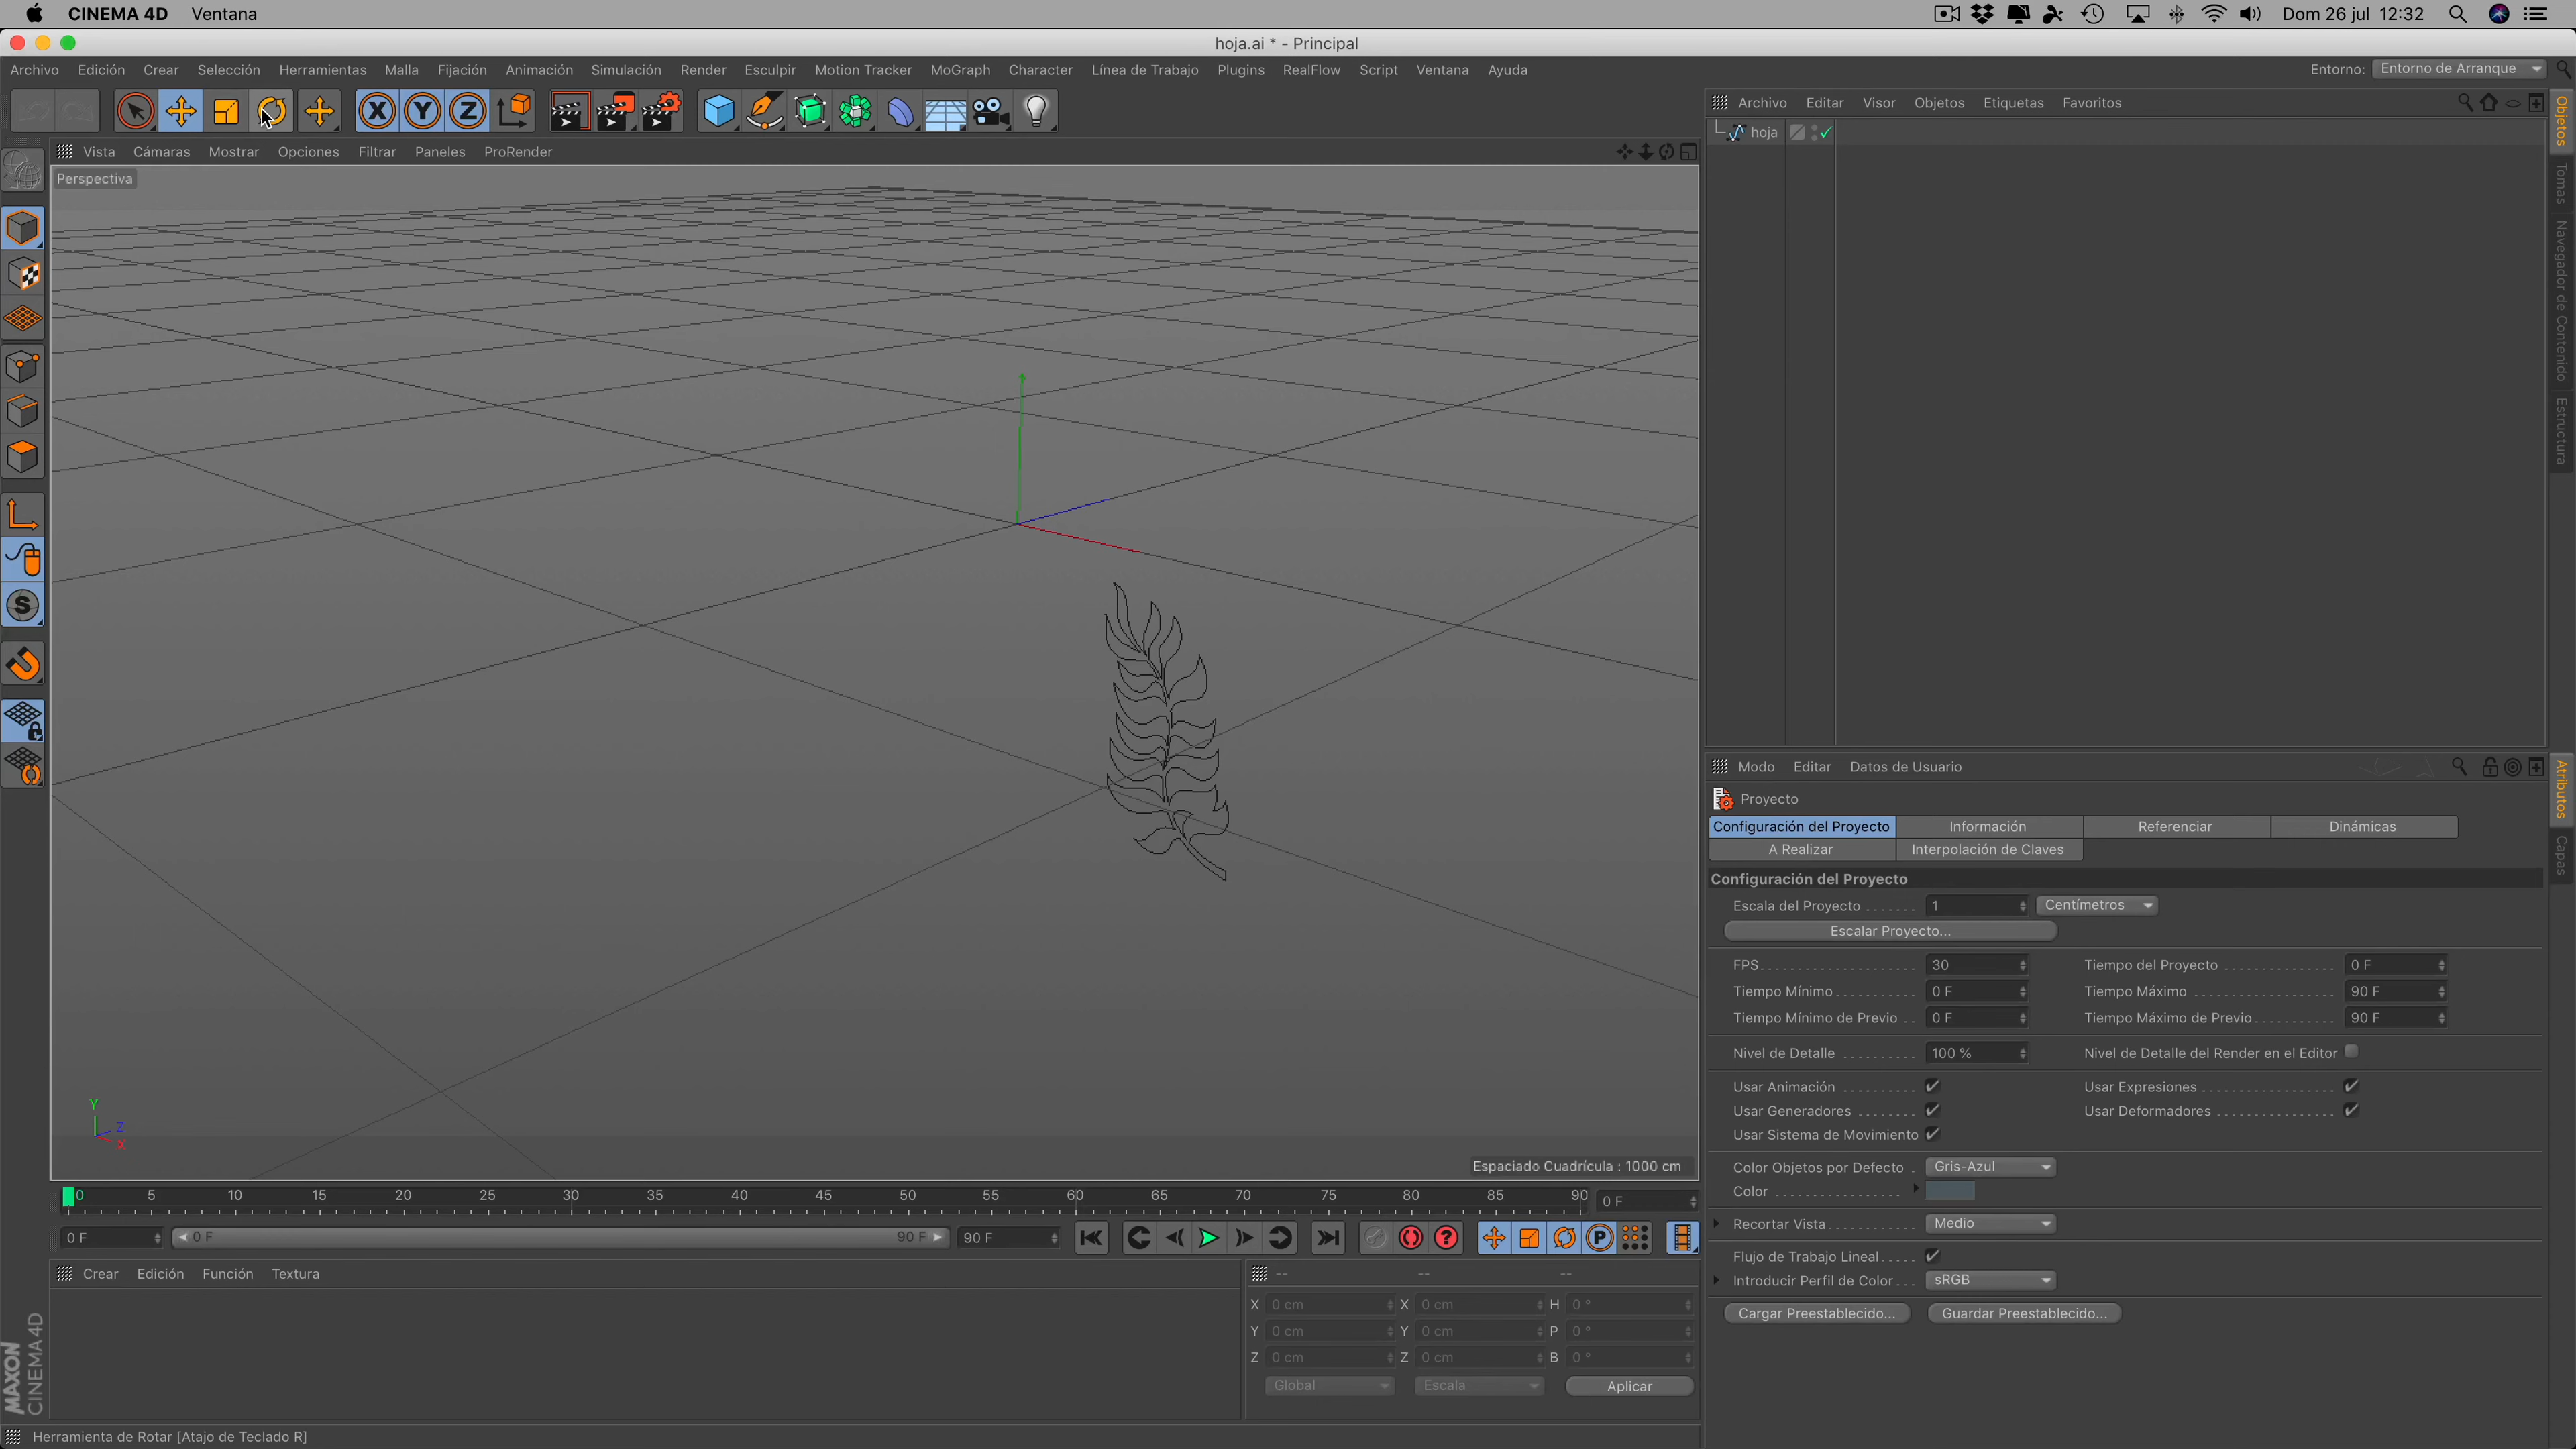 CINEMA 4D Ventana Dom 26 jul 12:32
hoja.ai * - Principal
Archivo Edición Crear Selección Herramientas Malla Fijación Animación Simulación Render Esculpir Motion Tracker MoGraph Character Línea de Trabajo Plugins RealFlow Script Ventana Ayuda Entorno: Entorno de Arranque
X Y Z
Archivo Editar Visor Objetos Etiquetas Favoritos
hoja
Objetos
Tomas
Navegador de Contenido
Estructura
Vista Cámaras Mostrar Opciones Filtrar Paneles ProRender
Perspectiva
S
Y
Z
X
Espaciado Cuadrícula : 1000 cm
0 5 10 15 20 25 30 35 40 45 50 55 60 65 70 75 80 85 90 0 F
0 F 0 F 90 F 90 F ? P
Crear Edición Función Textura
-- -- --
X 0 cm X 0 cm H 0 °
Y 0 cm Y 0 cm P 0 °
Z 0 cm Z 0 cm B 0 °
Global Escala Aplicar
MAXON
CINEMA 4D
Herramienta de Rotar [Atajo de Teclado R]
Modo Editar Datos de Usuario
Atributos
Capas
Proyecto
Configuración del Proyecto Información Referenciar Dinámicas
A Realizar Interpolación de Claves
Configuración del Proyecto
Escala del Proyecto . . . . . . . 1 Centímetros
Escalar Proyecto...
FPS. . . . . . . . . . . . . . . . . . . . . 30 Tiempo del Proyecto . . . . . . . . . . . . . . . 0 F
Tiempo Mínimo . . . . . . . . . . . 0 F Tiempo Máximo . . . . . . . . . . . . . . . . . . . 90 F
Tiempo Mínimo de Previo . . 0 F Tiempo Máximo de Previo. . . . . . . . . . . 90 F
Nivel de Detalle . . . . . . . . . . 100 % Nivel de Detalle del Render en el Editor
Usar Animación . . . . . . . . . . . Usar Expresiones . . . . . . . . . . . . . . . . . .
Usar Generadores . . . . . . . . Usar Deformadores . . . . . . . . . . . . . . . .
Usar Sistema de Movimiento
Color Objetos por Defecto . Gris-Azul
Color . . . . . . . . . . . . . . . . .
Recortar Vista. . . . . . . . . . . . Medio
Flujo de Trabajo Lineal. . . . .
Introducir Perfil de Color. . . sRGB
Cargar Preestablecido... Guardar Preestablecido...